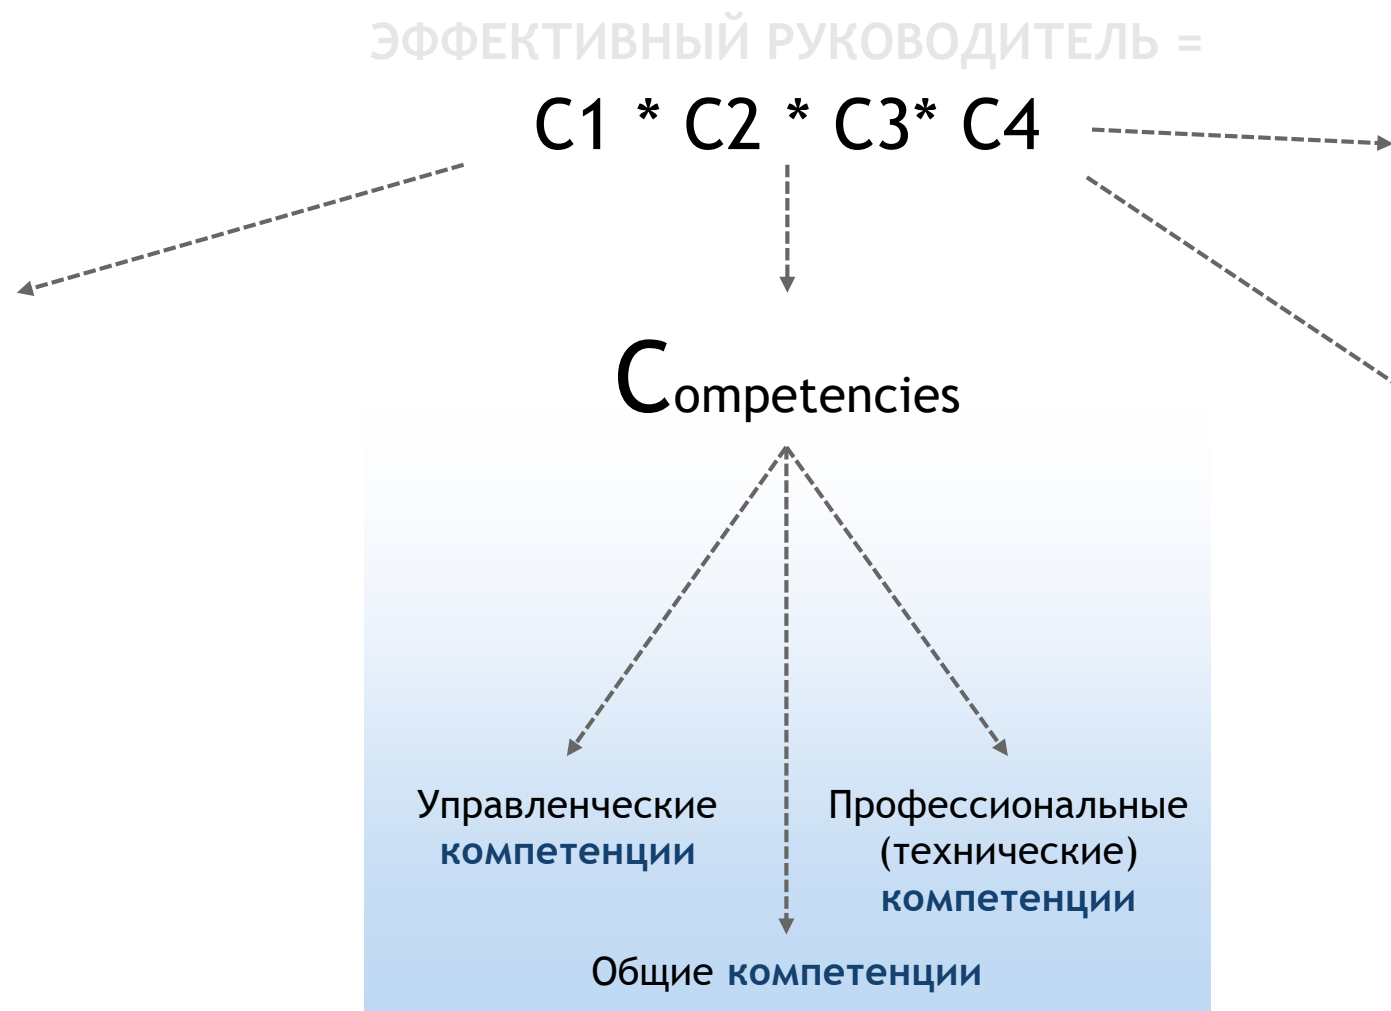 ЭФФЕКТИВНЫЙ РУКОВОДИТЕЛЬ =
C1 * C2 * C3* C4
Competencies
Управленческие
компетенции
Профессиональные
(технические)
компетенции
Общие компетенции